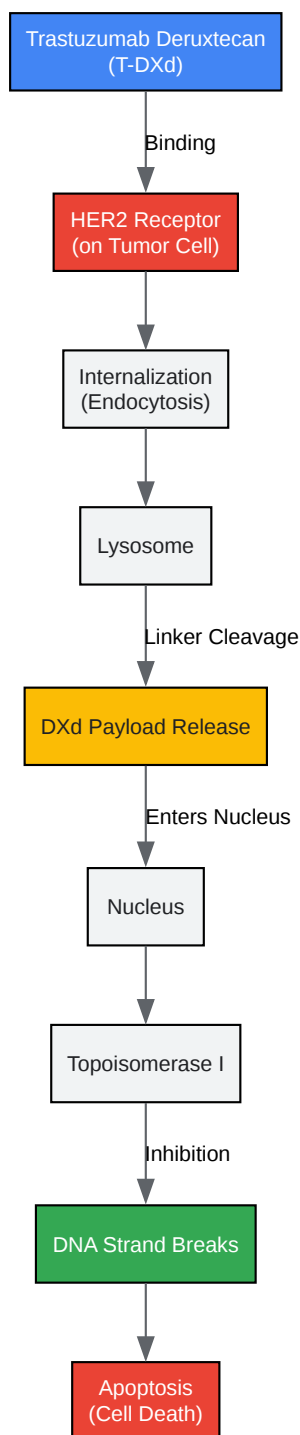 Trastuzumab Deruxtecan
(T-DXd)
Binding
HER2 Receptor
(on Tumor Cell)
Internalization
(Endocytosis)
Lysosome
Linker Cleavage
DXd Payload Release
Enters Nucleus
Nucleus
Topoisomerase I
Inhibition
DNA Strand Breaks
Apoptosis
(Cell Death)